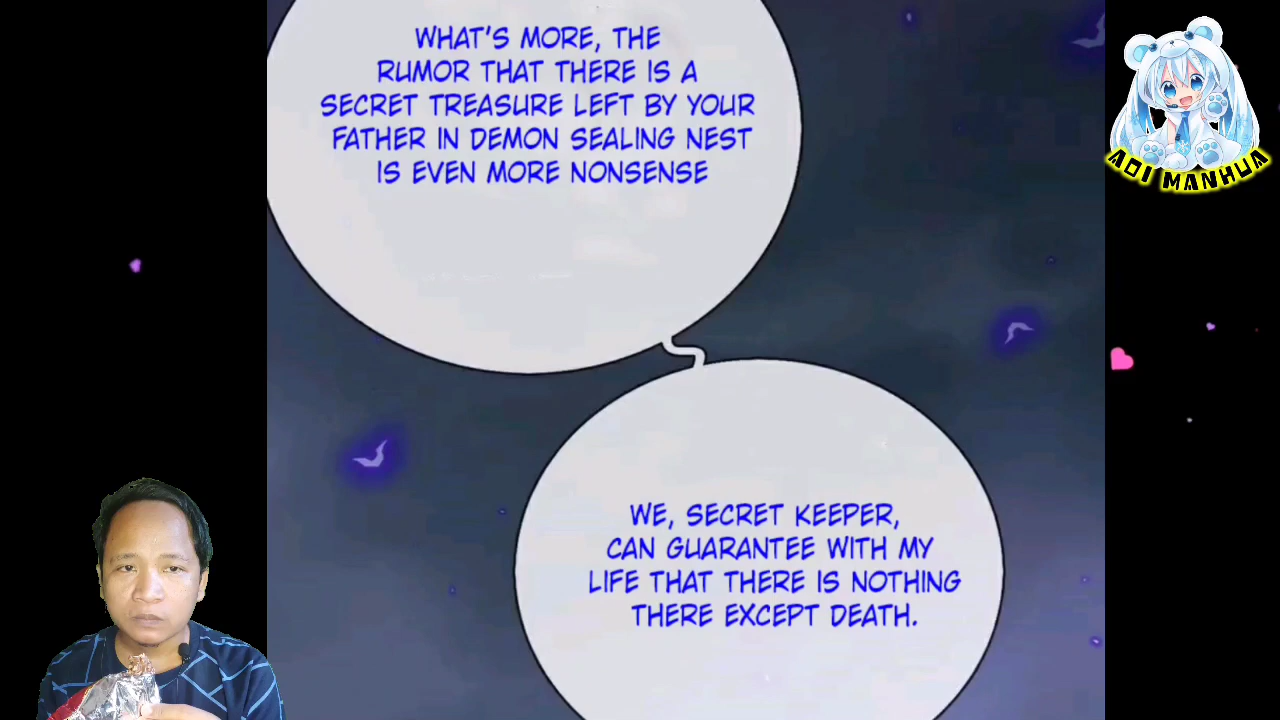 WHAT'S MORE, THE
RUMOR THAT THERE IS A
SECRET TREASURE LEFT BY YOUR
FATHER IN DEMON SEALING NEST
IS EVEN MORE NONSENSE
WE, SECRET KEEPER,
CAN GUARANTEE WITH MY
LIFE THAT THERE IS NOTHING
THERE EXCEPT DEATH.
AOI MANHUA